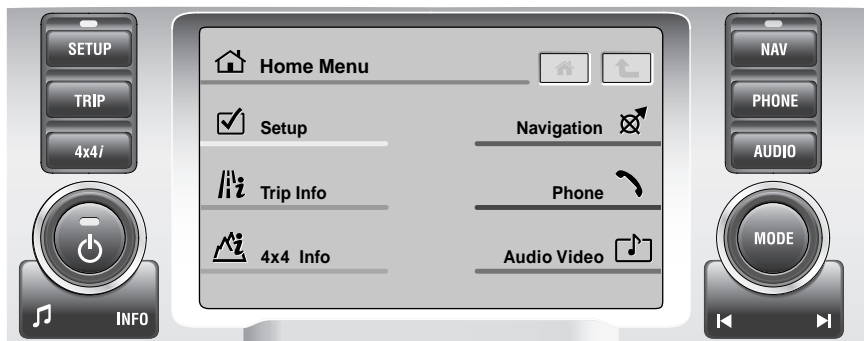 SETUP
TRIP
4x4i
INFO
Home Menu
Setup
Trip Info
4x4 Info
Navigation
Phone
Audio Video
NAV
PHONE
AUDIO
MODE